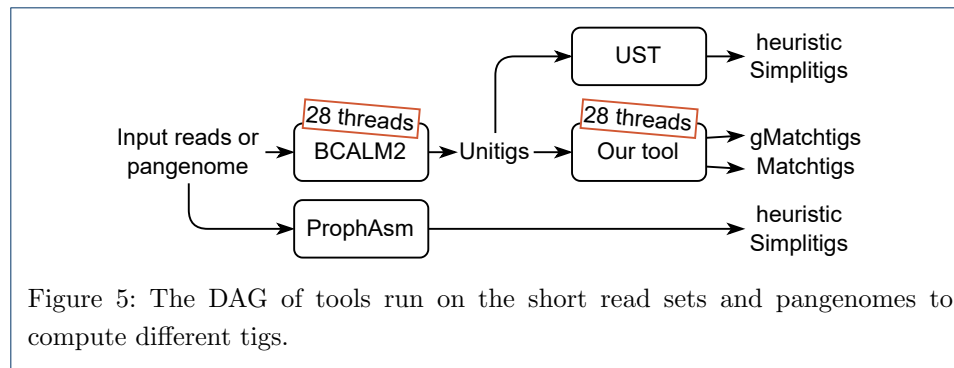 UST
heuristic
Simplitigs
28 threads
28 threads
Input reads or
pangenome
BCALM2
Unitigs
Our tool
gMatchtigs
Matchtigs
ProphAsm
heuristic
Simplitigs
Figure 5: The DAG of tools run on the short read sets and pangenomes to
compute different tigs.